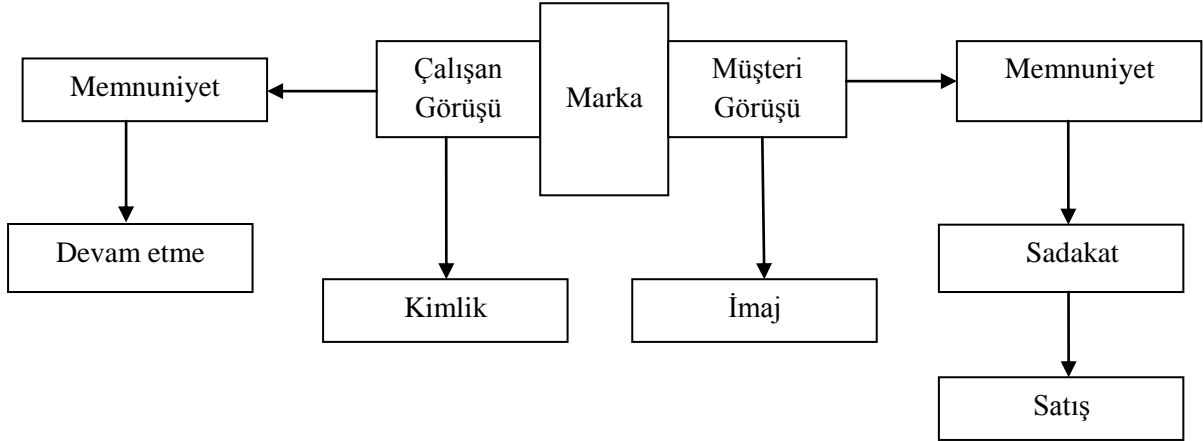 Memnuniyet
Çalışan
Görüşü
Marka
Müşteri
Görüşü
Memnuniyet
Devam etme
Kimlik
İmaj
Sadakat
Satış